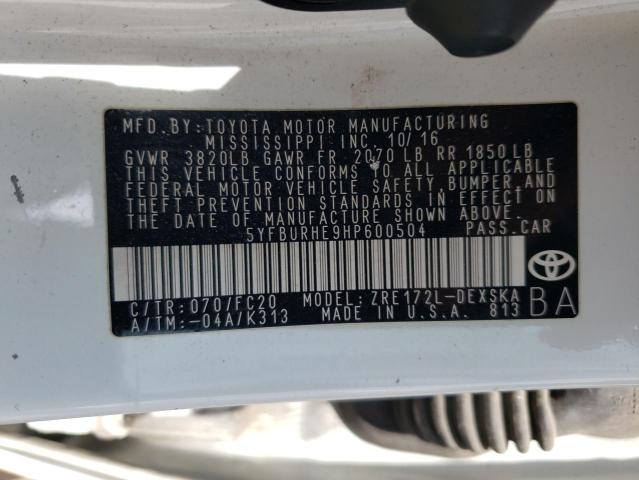 MFD.BY:TOYOTA MOTOR MANUFACTURING
MISSISSIPPI INC. 10/16
GVWR 3820LB GAWR FR 2070 LB RR 1850 LB
THIS VEHICLE CONFORMS TO ALL APPLICABLE
FEDERAL MOTOR VEHICLE SAFETY,BUMPER,AND
THEFT PREVENTION STANDARDS IN EFFECT ON
THE DATE OF MANUFACTURE SHOWN ABOVE.
5YFBURHE9HP600504 PASS.CAR
C/TR:070/FC20 MODEL: ZRE172L-DEXSKA
A/TM:-04A/K313 MADE IN U.S.A. 813
BA